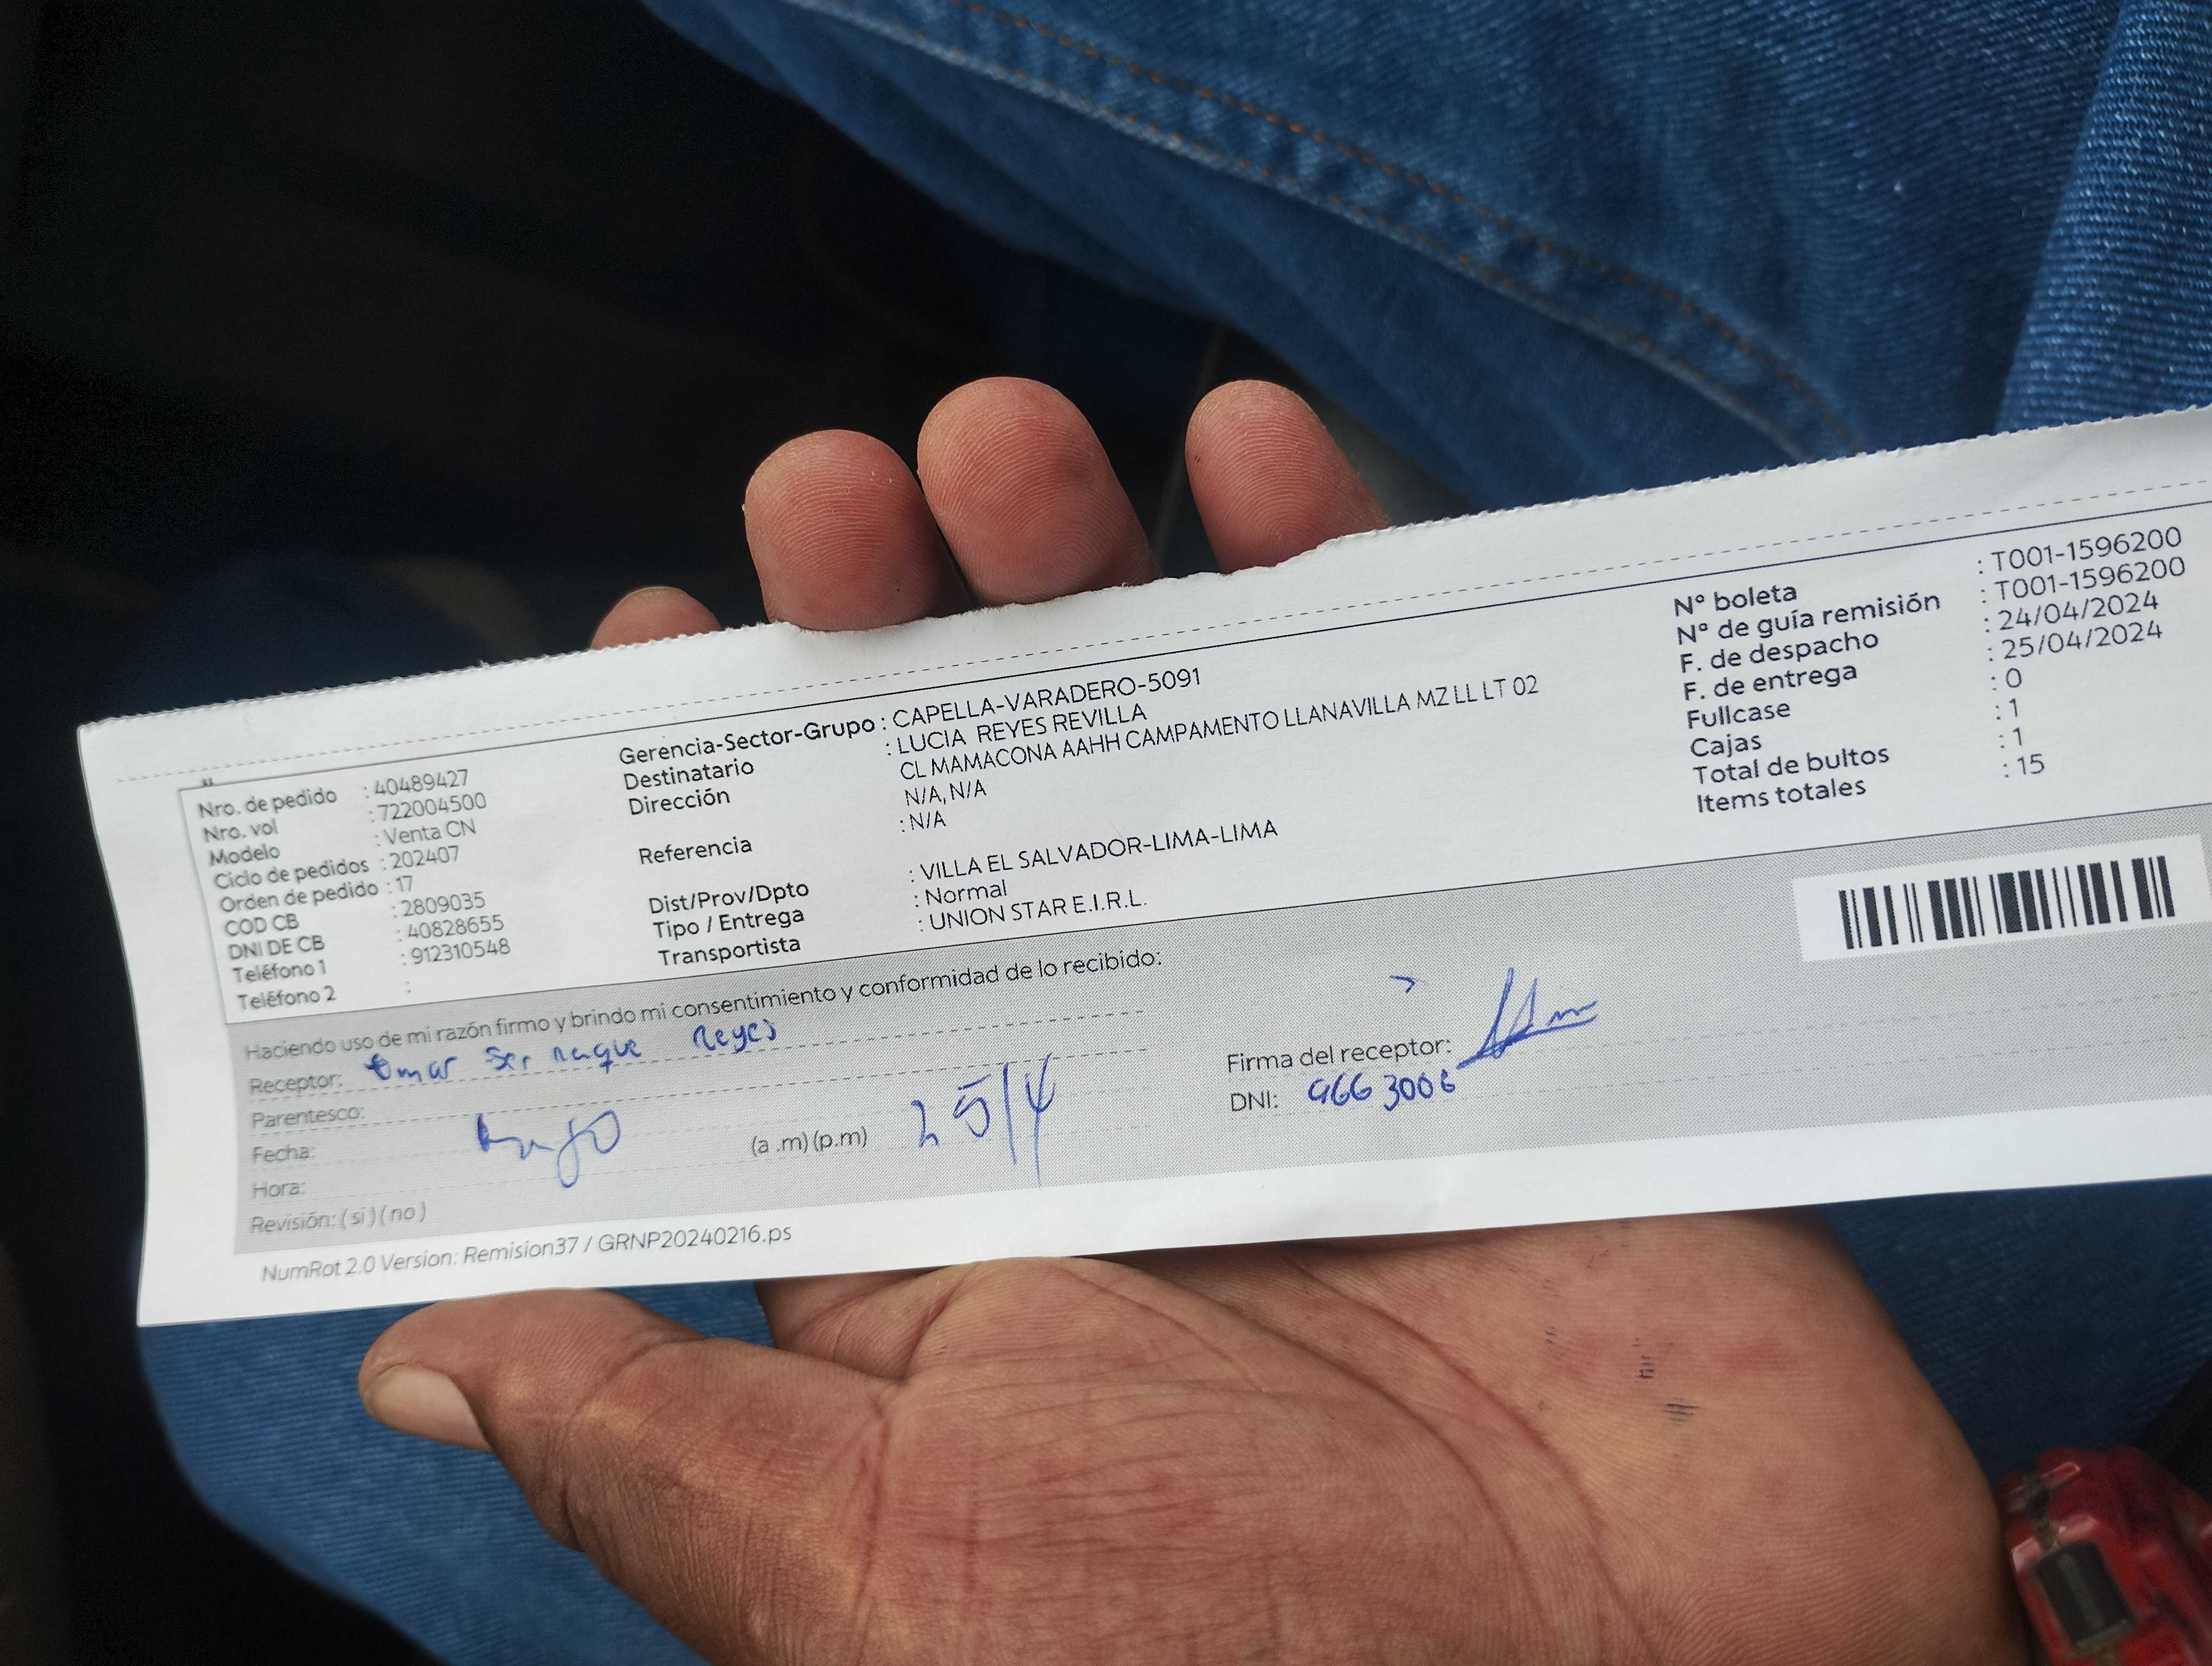 Nro. de pedido : 40489427
Nro. vol : 722004500
Modelo : Venta CN
Ciclo de pedidos : 202407
Orden de pedido : 17
COD CB : 2809035
DNI DE CB : 40828655
Teléfono 1 : 912310548
Teléfono 2 :
Gerencia-Sector-Grupo : CAPELLA-VARADERO-5091
Destinatario : LUCIA REYES REVILLA
Dirección CL MAMACONA AAHH CAMPAMENTO LLANAVILLA MZ LL LT 02
N/A, N/A
Referencia : N/A
Dist/Prov/Dpto : VILLA EL SALVADOR-LIMA-LIMA
Tipo / Entrega : Normal
Transportista : UNION STAR E.I.R.L.
N° boleta : T001-1596200
N° de guía remisión : T001-1596200
F. de despacho : 24/04/2024
F. de entrega : 25/04/2024
Fullcase : 0
Cajas : 1
Total de bultos : 1
Items totales : 15
Haciendo uso de mi razón firmo y brindo mi consentimiento y conformidad de lo recibido:
Receptor: Omar Sernaque Reyes
Parentesco:
Fecha:
Hora: (a .m) (p.m) 25/4
Revisión: ( si ) ( no )
Firma del receptor:
DNI:
NumRot 2.0 Version: Remision37 / GRNP20240216.ps